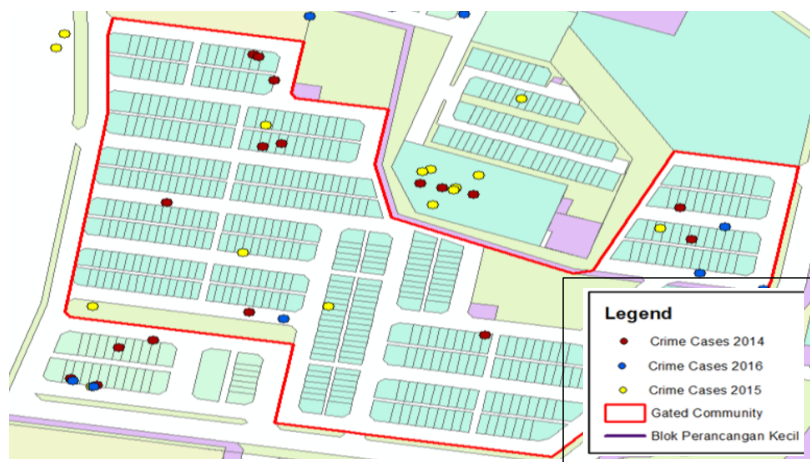 Legend
Crime Cases 2014
Crime Cases 2016
Crime Cases 2015
Gated Community
Blok Perancangan Kecil